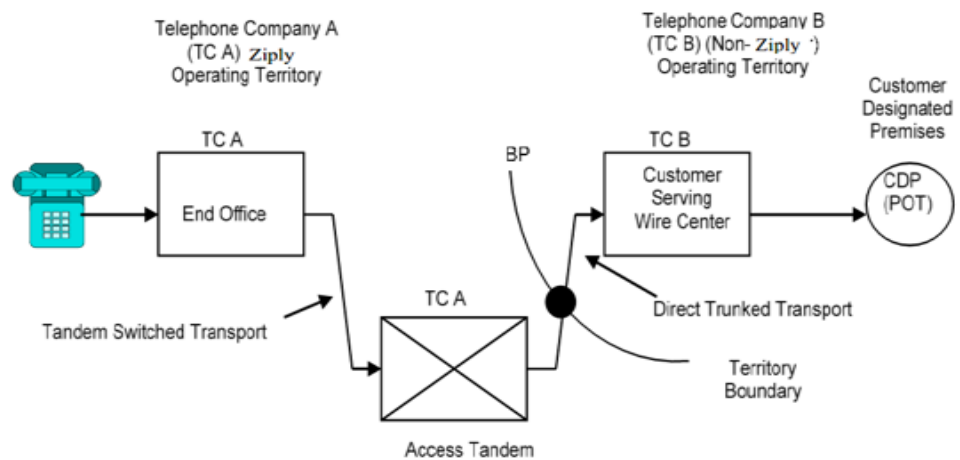 Telephone Company A
(TC A) Ziply
Operating Territory
Telephone Company B
(TC B) (Non- Ziply )
Operating Territory
Customer
Designated
Premises
TC A
End Office
BP
TC B
Customer
Serving
Wire Center
CDP
(POT)
Tandem Switched Transport
TC A
Direct Trunked Transport
Territory
Boundary
Access Tandem